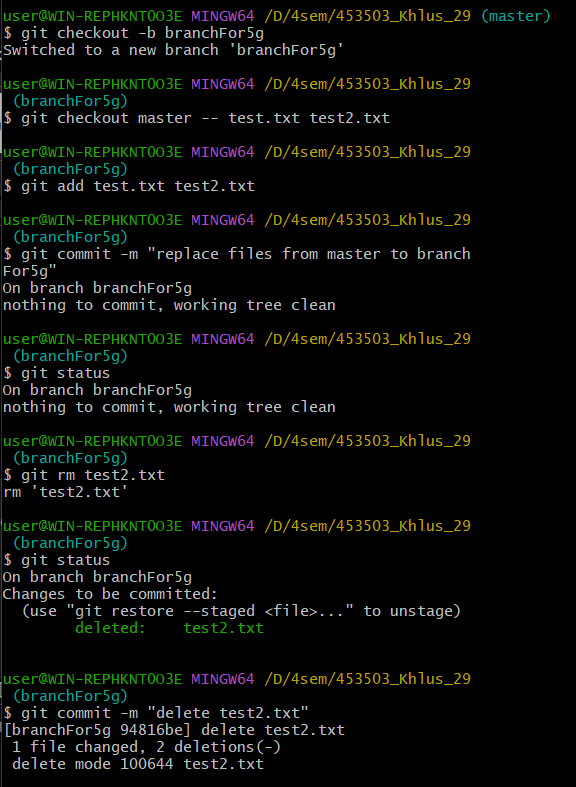 user@WIN-REPHKNTOO3E MINGW64 /D/4sem/453503_Khlus_29 (master)
$ git checkout -b branchFor5g
Switched to a new branch 'branchFor5g'

user@WIN-REPHKNTOO3E MINGW64 /D/4sem/453503_Khlus_29
 (branchFor5g)
$ git checkout master -- test.txt test2.txt

user@WIN-REPHKNTOO3E MINGW64 /D/4sem/453503_Khlus_29
 (branchFor5g)
$ git add test.txt test2.txt

user@WIN-REPHKNTOO3E MINGW64 /D/4sem/453503_Khlus_29
 (branchFor5g)
$ git commit -m "replace files from master to branch
For5g"
On branch branchFor5g
nothing to commit, working tree clean

user@WIN-REPHKNTOO3E MINGW64 /D/4sem/453503_Khlus_29
 (branchFor5g)
$ git status
On branch branchFor5g
nothing to commit, working tree clean

user@WIN-REPHKNTOO3E MINGW64 /D/4sem/453503_Khlus_29
 (branchFor5g)
$ git rm test2.txt
rm 'test2.txt'

user@WIN-REPHKNTOO3E MINGW64 /D/4sem/453503_Khlus_29
 (branchFor5g)
$ git status
On branch branchFor5g
Changes to be committed:
  (use "git restore --staged <file>..." to unstage)
        deleted:    test2.txt

user@WIN-REPHKNTOO3E MINGW64 /D/4sem/453503_Khlus_29
 (branchFor5g)
$ git commit -m "delete test2.txt"
[branchFor5g 94816be] delete test2.txt
 1 file changed, 2 deletions(-)
 delete mode 100644 test2.txt